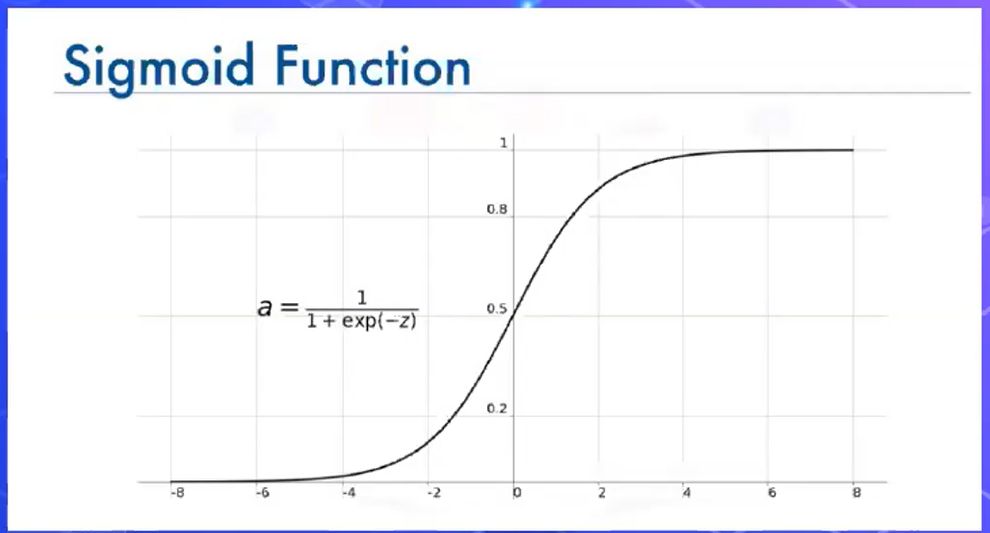 Sigmoid Function
1
0.8
a = 1 / (1 + exp(−z))
0.5
0.2
-8 -6 -4 -2 0 2 4 6 8